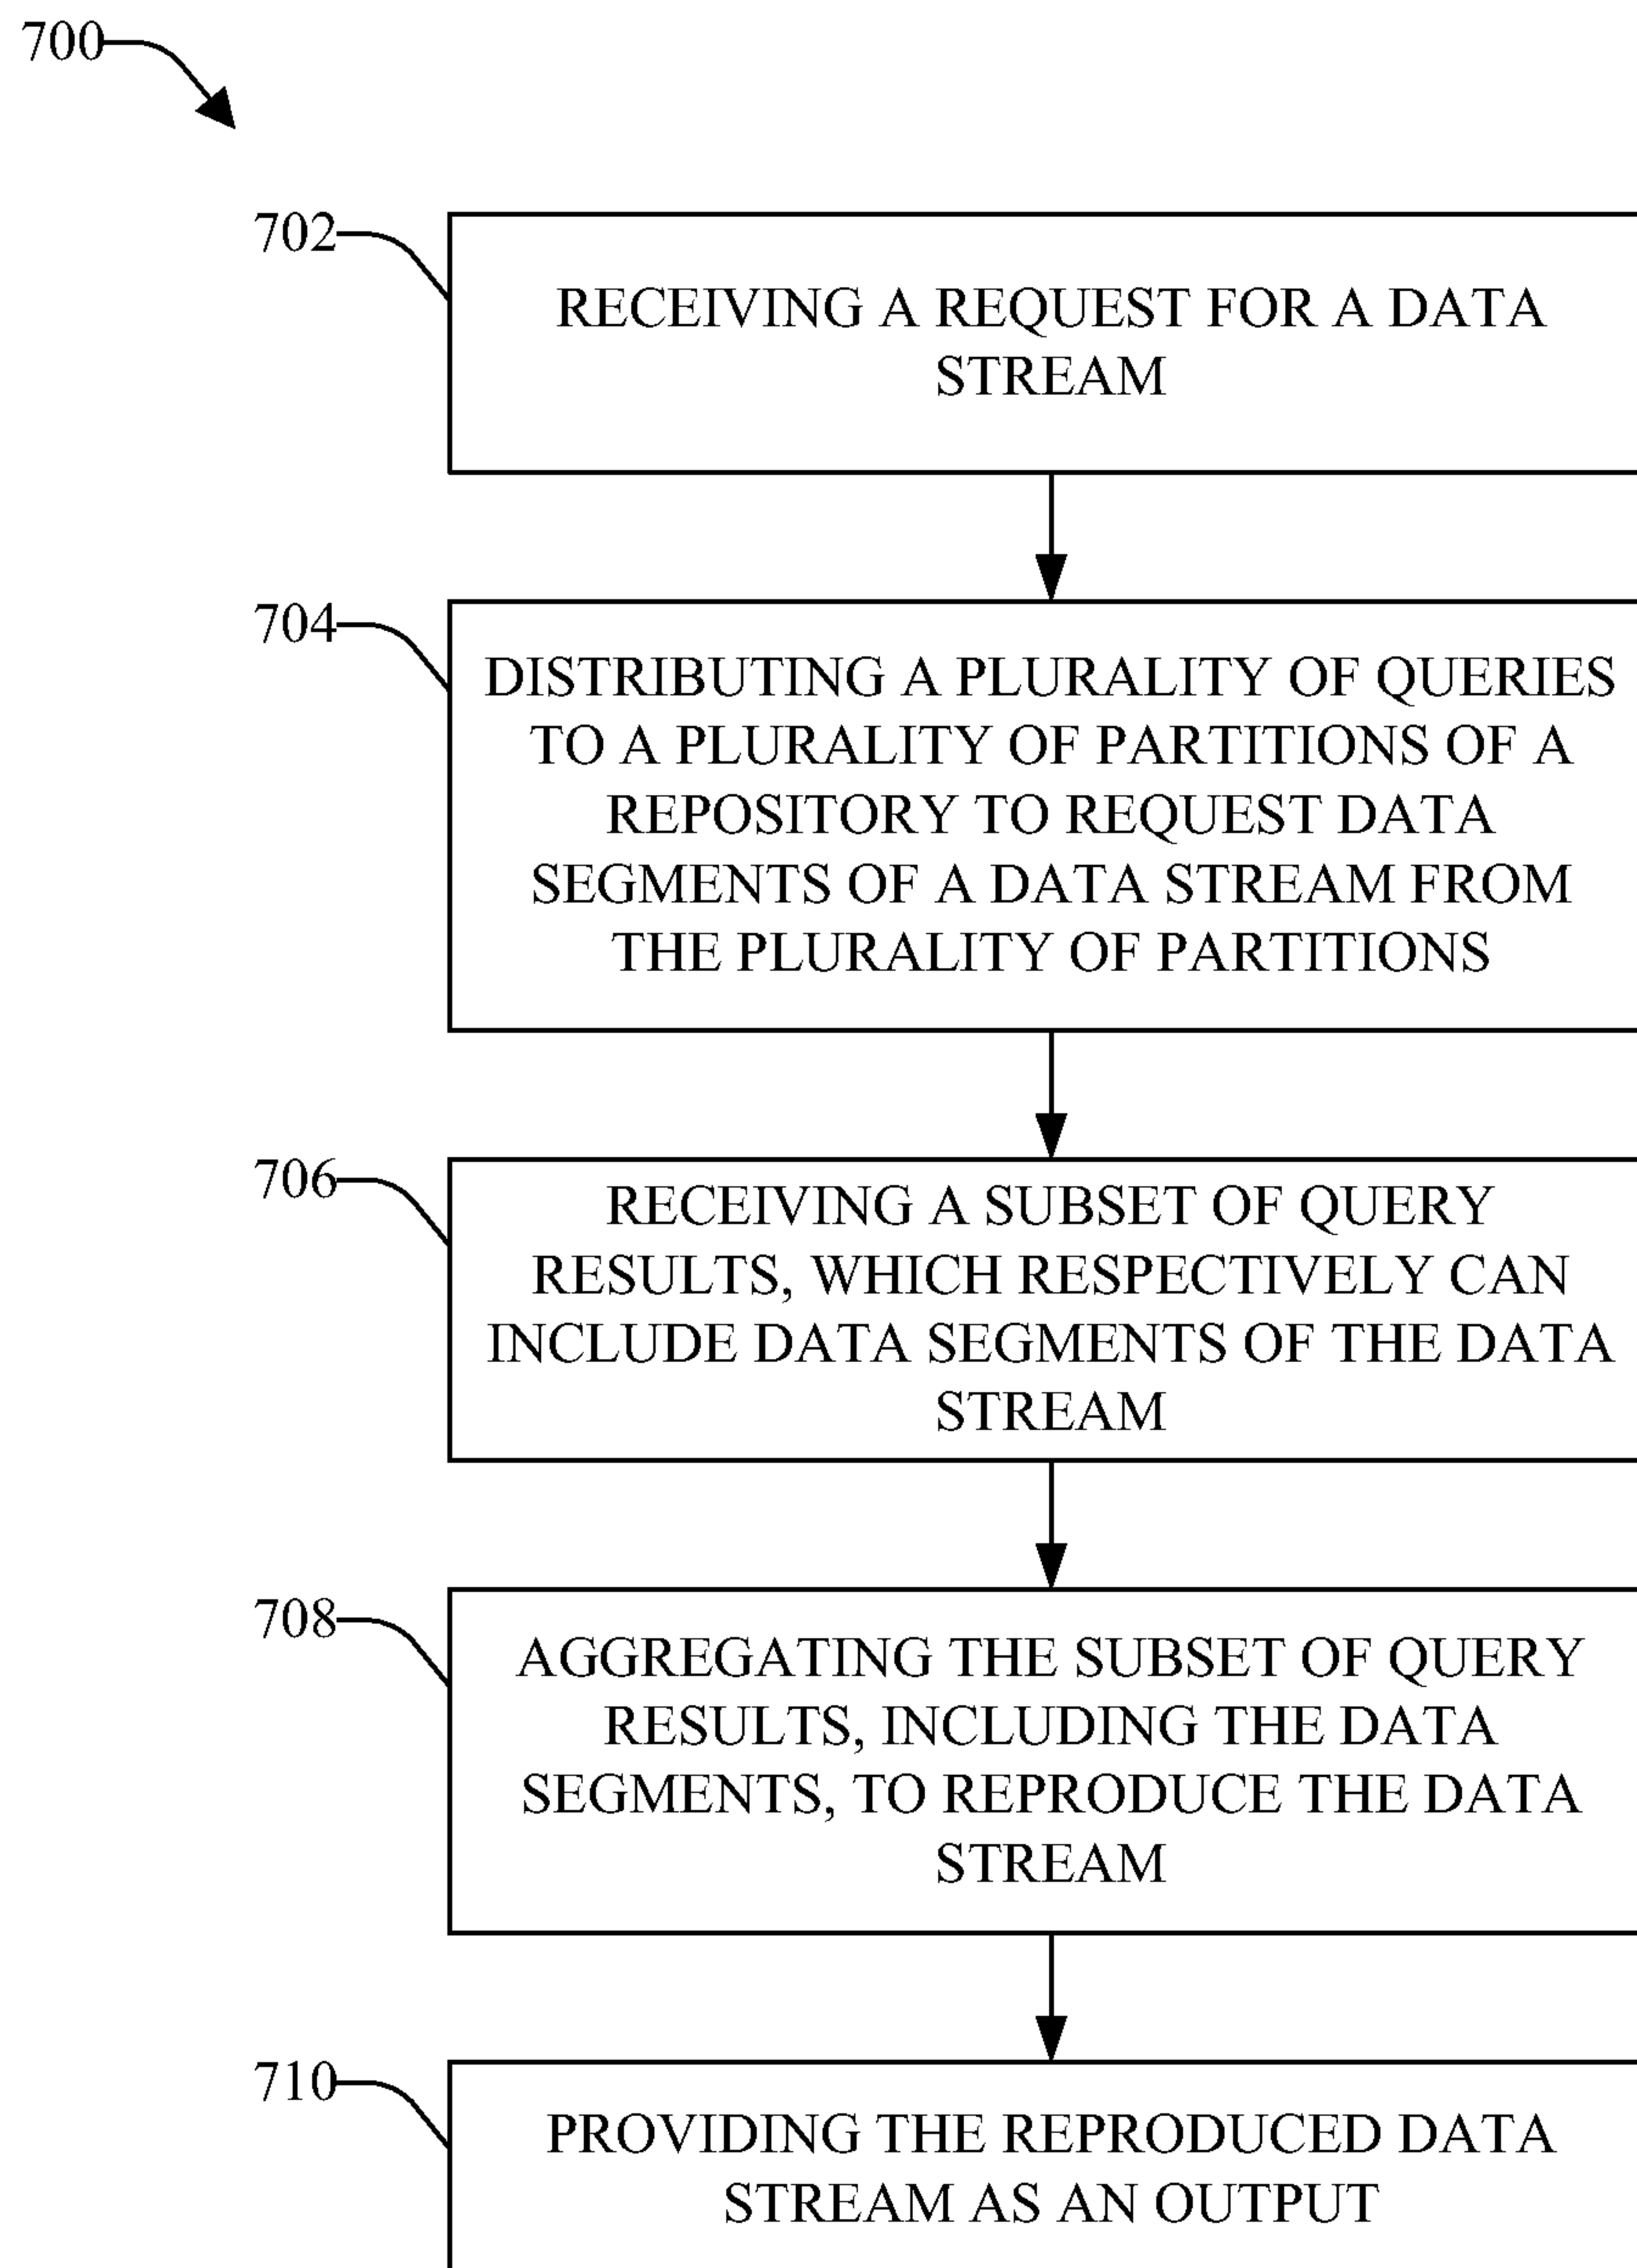 700
702
RECEIVING A REQUEST FOR A DATA
STREAM
704
DISTRIBUTING A PLURALITY OF QUERIES
TO A PLURALITY OF PARTITIONS OF A
REPOSITORY TO REQUEST DATA
SEGMENTS OF A DATA STREAM FROM
THE PLURALITY OF PARTITIONS
706
RECEIVING A SUBSET OF QUERY
RESULTS, WHICH RESPECTIVELY CAN
INCLUDE DATA SEGMENTS OF THE DATA
STREAM
708
AGGREGATING THE SUBSET OF QUERY
RESULTS, INCLUDING THE DATA
SEGMENTS, TO REPRODUCE THE DATA
STREAM
710
PROVIDING THE REPRODUCED DATA
STREAM AS AN OUTPUT